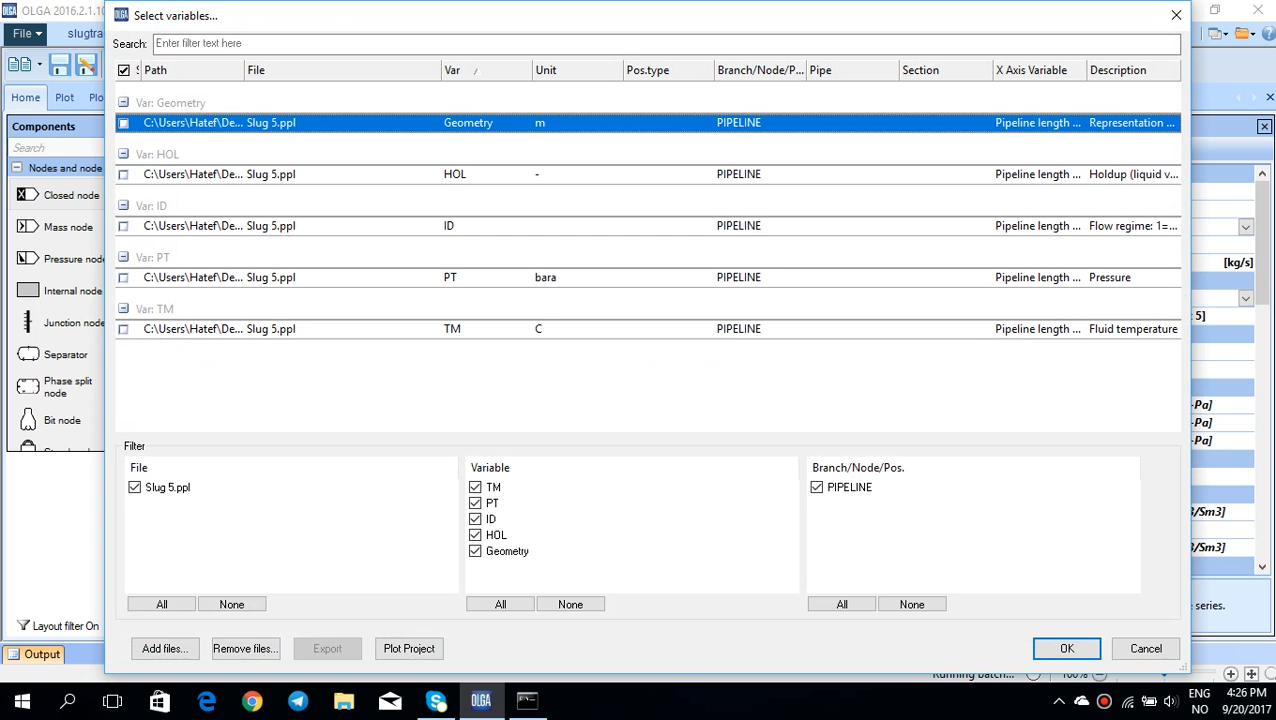 OLGA 2016.2.1.10
OLGA Select variables...
File slugtra
Search: Enter filter text here
Path File Var Unit Pos.type Branch/Node/P... Pipe Section X Axis Variable Description
Home Plot Plo
Var: Geometry
C:\Users\Hatef\De... Slug 5.ppl Geometry m PIPELINE Pipeline length ... Representation ...
Components
Search
Var: HOL
Nodes and node
C:\Users\Hatef\De... Slug 5.ppl HOL - PIPELINE Pipeline length ... Holdup (liquid v...
Closed node
Var: ID
Mass node
C:\Users\Hatef\De... Slug 5.ppl ID PIPELINE Pipeline length ... Flow regime: 1=...
Var: PT
Pressure node
[kg/s]
C:\Users\Hatef\De... Slug 5.ppl PT bara PIPELINE Pipeline length ... Pressure
Internal node
Var: TM
: 5]
Junction node
C:\Users\Hatef\De... Slug 5.ppl TM C PIPELINE Pipeline length ... Fluid temperature
Separator
Phase split
node
-Pa]
Bit node
-Pa]
-Pa]
Filter
File Variable Branch/Node/Pos.
Slug 5.ppl TM PIPELINE
PT
ID
3/Sm3]
HOL
Geometry
3/Sm3]
All None All None All None
e series.
Layout filter On
Add files... Remove files... Export Plot Project OK Cancel
Output
Running batch... 100%
ENG
NO
:26 PM
9/20/2017